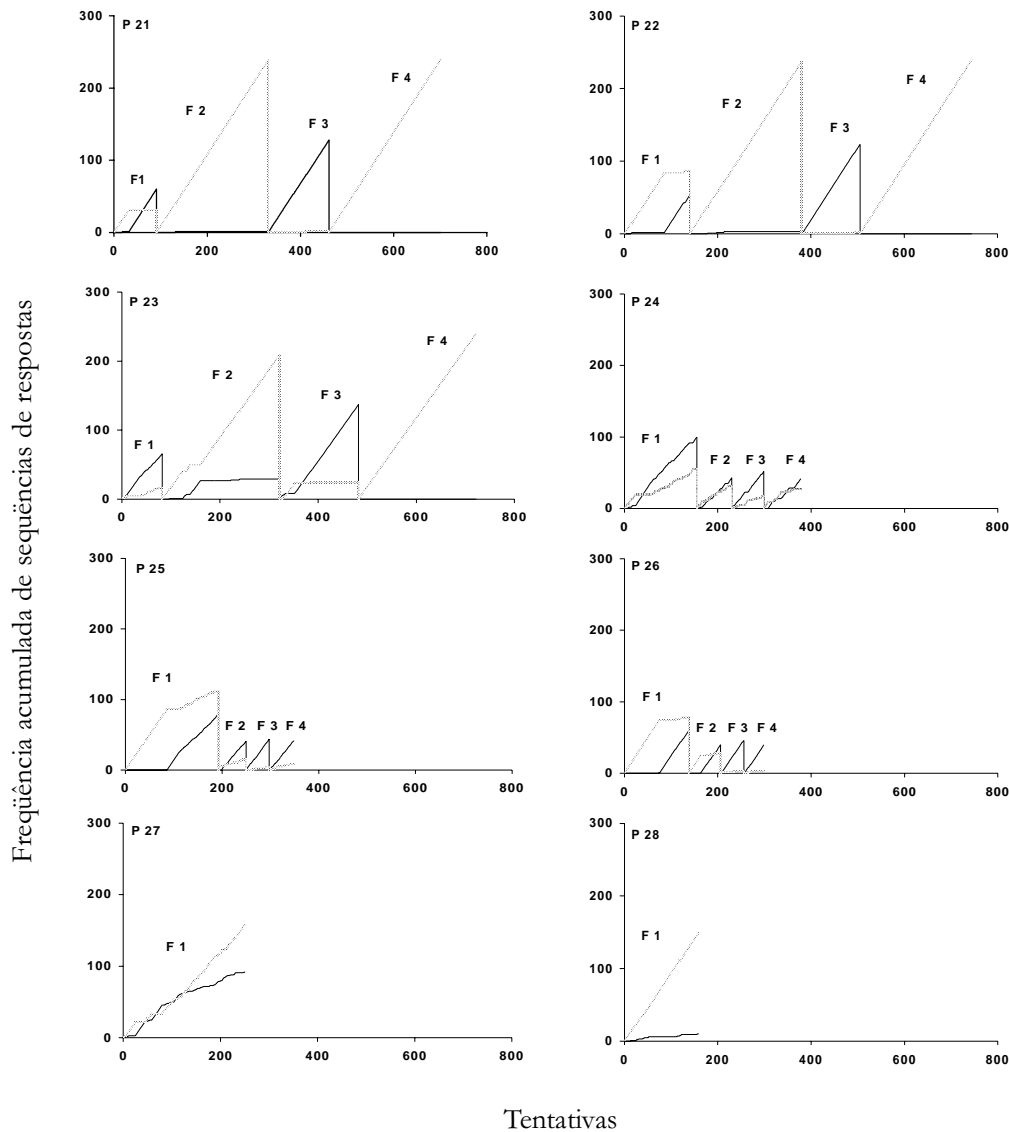 Freqüência acumulada de seqüências de respostas
P 21
300
200
100
0
0 200 400 600 800
F1
F 2
F 3
F 4
P 22
300
200
100
0
0 200 400 600 800
F 1
F 2
F 3
F 4
P 23
300
200
100
0
0 200 400 600 800
F 1
F 2
F 3
F 4
P 24
300
200
100
0
0 200 400 600 800
F 1
F 2
F 3
F 4
P 25
300
200
100
0
0 200 400 600 800
F 1
F 2
F 3
F 4
P 26
300
200
100
0
0 200 400 600 800
F 1
F 2
F 3
F 4
P 27
300
200
100
0
0 200 400 600 800
F 1
P 28
300
200
100
0
0 200 400 600 800
F 1
Tentativas